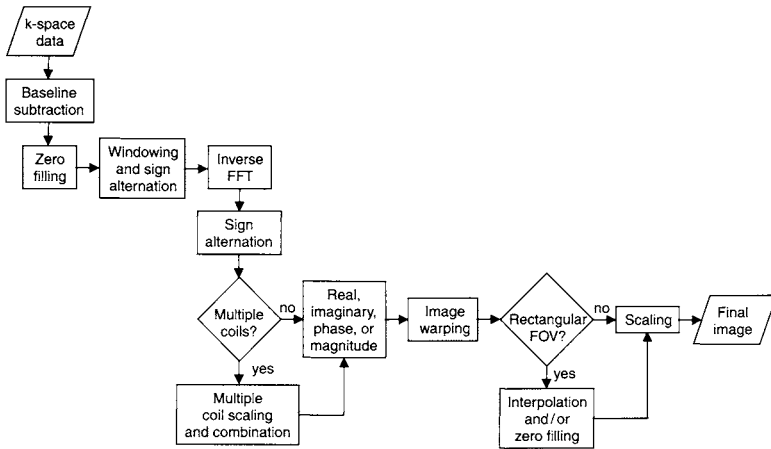 k-space
data
Baseline
subtraction
Zero
filling
Windowing
and sign
alternation
Inverse
FFT
Sign
alternation
Multiple
coils?
no
yes
Multiple
coil scaling
and combination
Real,
imaginary,
phase, or
magnitude
Image
warping
Rectangular
FOV?
no
yes
Interpolation
and/or
zero filling
Scaling
Final
image